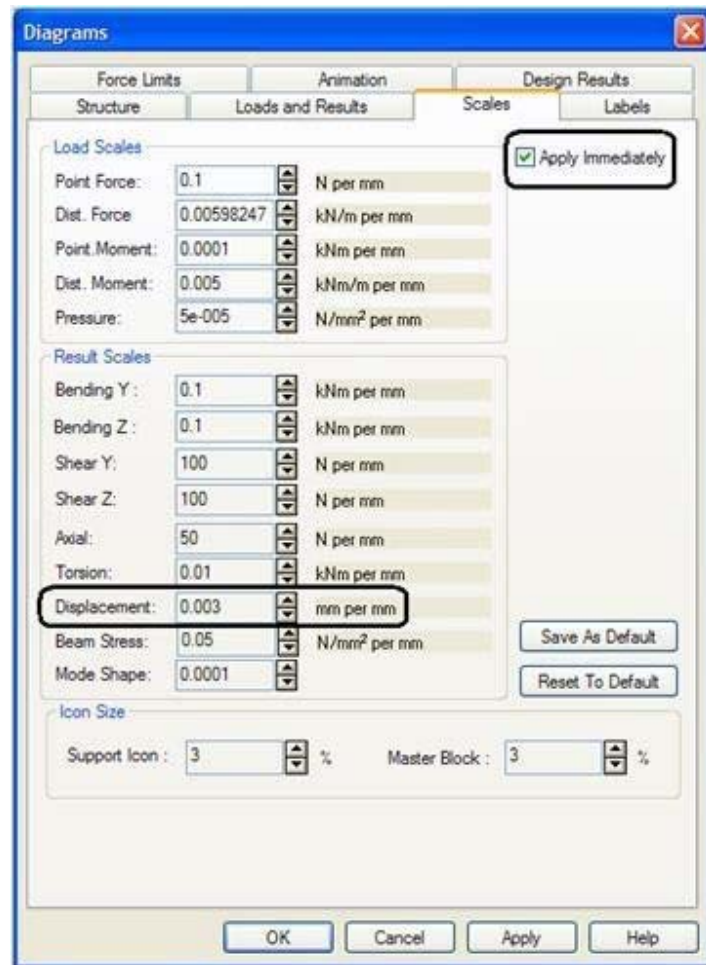 Diagrams
Force Limits Animation Design Results
Structure Loads and Results Scales Labels
Load Scales
Apply Immediately
Point Force: 0.1 N per mm
Dist. Force 0.00598247 kN/m per mm
Point.Moment: 0.0001 kNm per mm
Dist. Moment: 0.005 kNm/m per mm
Pressure: 5e-005 N/mm² per mm
Result Scales
Bending Y : 0.1 kNm per mm
Bending Z : 0.1 kNm per mm
Shear Y: 100 N per mm
Shear Z: 100 N per mm
Axial: 50 N per mm
Torsion: 0.01 kNm per mm
Displacement: 0.003 mm per mm
Beam Stress: 0.05 N/mm² per mm
Save As Default
Mode Shape: 0.0001
Reset To Default
Icon Size
Support Icon : 3 % Master Block : 3 %
OK Cancel Apply Help